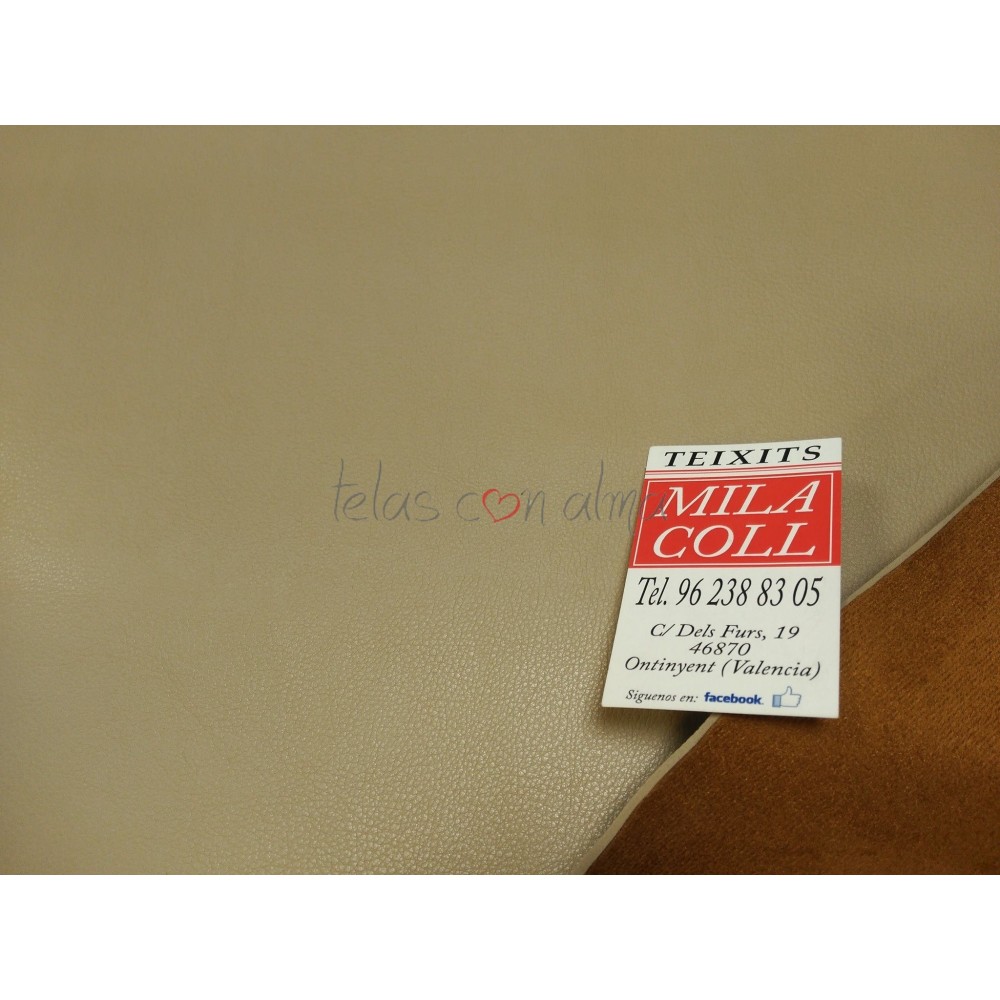 telas con alma
TEIXITS
MILA
COLL
Tel. 96 238 83 05
C/ Dels Furs, 19
46870
Ontinyent (Valencia)
Siguenos en: facebook